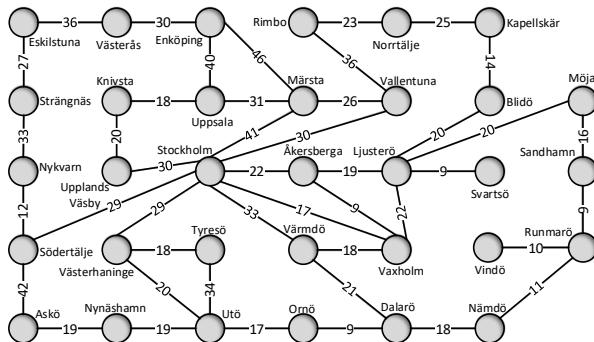 36
30
Rimbo
23
25
Kapellskär
Eskilstuna
Västerås
Enköping
Norrtälje
27
40
46
36
14
Knivsta
Märsta
Vallentuna
Möja
Strängnäs
18
31
26
Blidö
Uppsala
33
20
41
30
20
20
16
Stockholm
Åkersberga
Ljusterö
Sandhamn
Nykvarn
30
22
19
9
Upplands
Väsby
Svartsö
12
29
29
33
17
9
22
9
Södertälje
Tyresö
Värmdö
Runmarö
18
18
10
Västerhaninge
Vaxholm
Vindö
42
20
34
21
11
Askö
Nynäshamn
Utö
Ornö
Dalarö
Nämdö
19
19
17
9
18